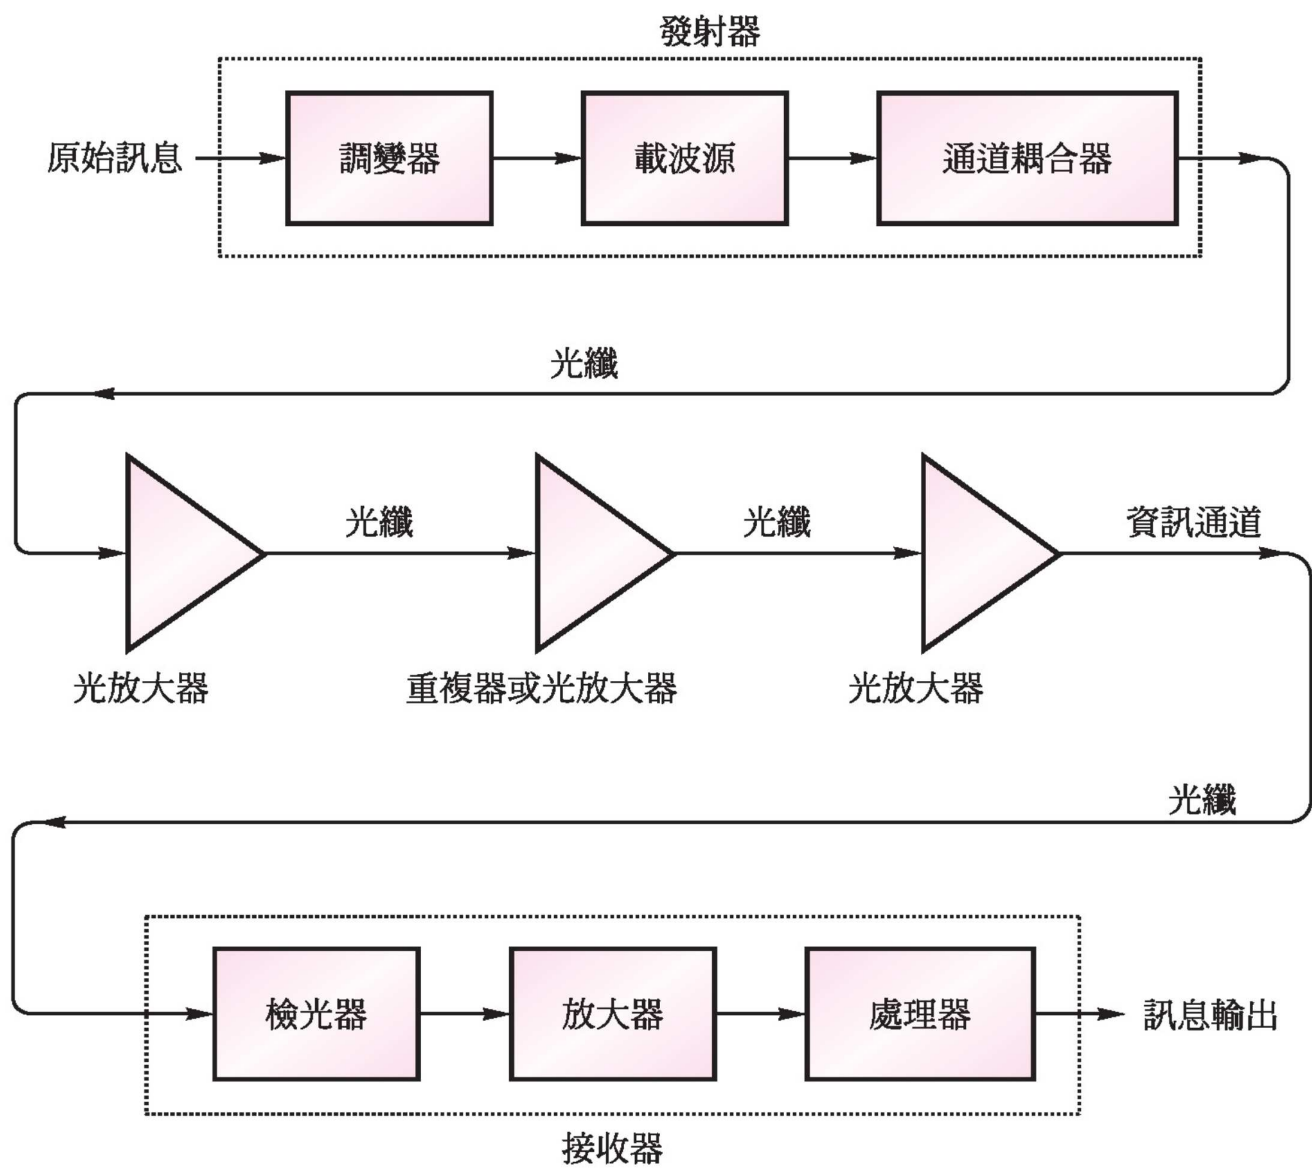 發射器
原始訊息
調變器
載波源
通道耦合器
光纖
光纖
光纖
資訊通道
光放大器
重複器或光放大器
光放大器
光纖
檢光器
放大器
處理器
訊息輸出
接收器